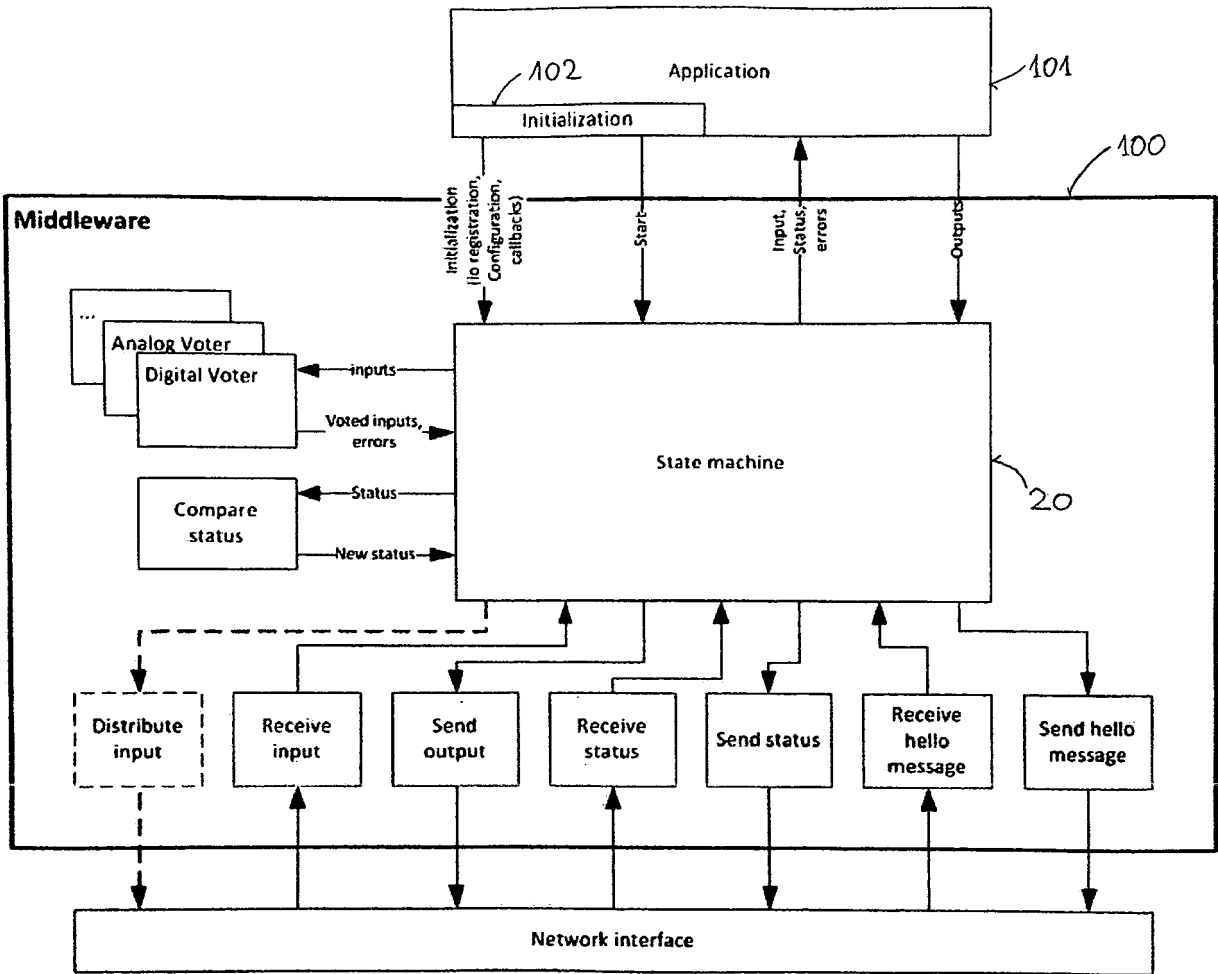 102
Application
101
Initialization
100
Middleware
Initialization
(io registration,
Configuration,
callbacks)
Start
Input,
Status,
errors
Outputs
...
Analog Voter
Digital Voter
inputs
Voted inputs,
errors
State machine
Status
20
Compare
status
New status
Distribute
input
Receive
input
Send
output
Receive
status
Send status
Receive
hello
message
Send hello
message
Network interface